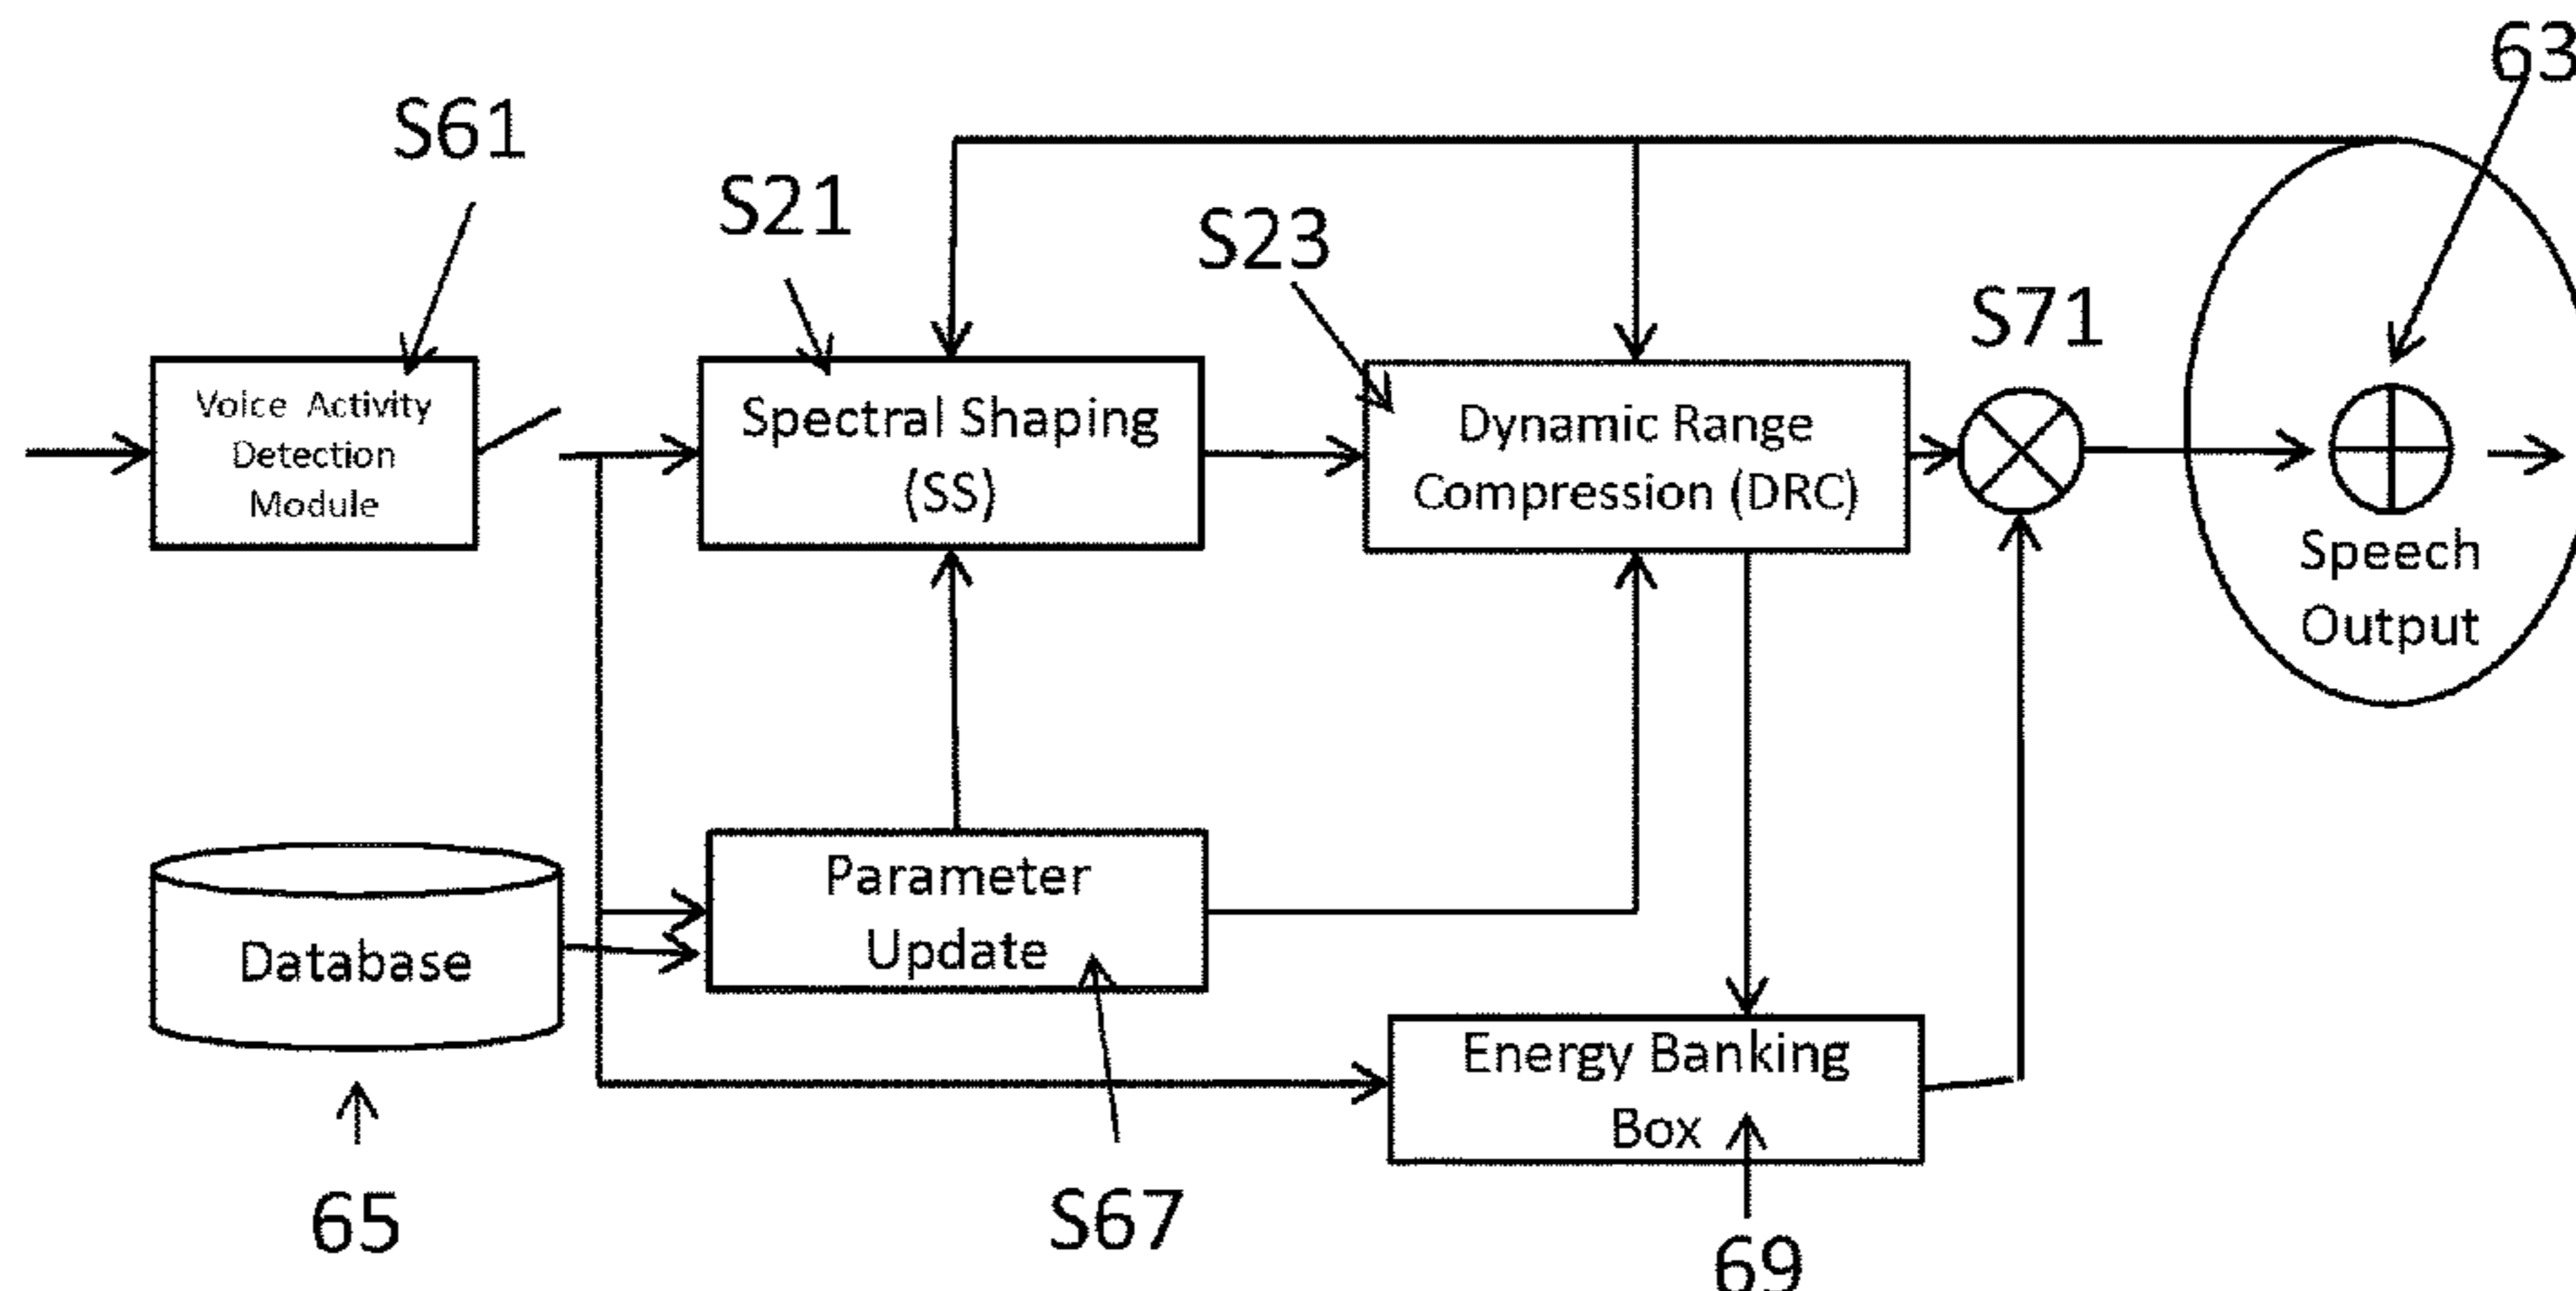 63
S61
S21
S23
S71
Voice Activity
Detection
Module
Spectral Shaping
(SS)
Dynamic Range
Compression (DRC)
Speech
Output
Parameter
Update
Database
Energy Banking
Box
65
S67
69